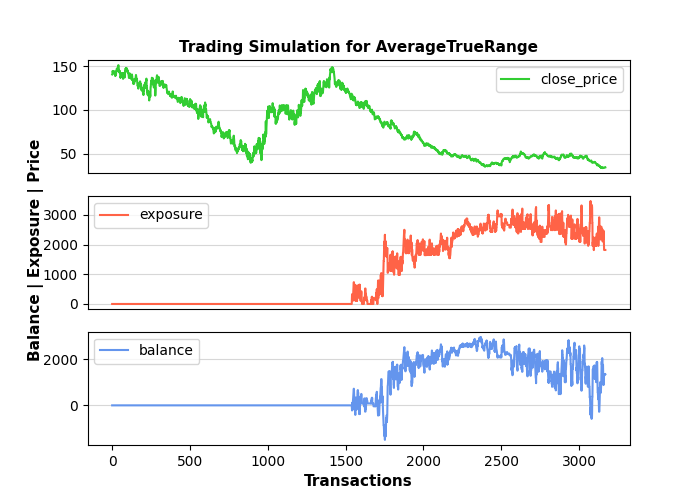 Trading Simulation for AverageTrueRange
150
100
50
close_price
Balance | Exposure | Price
3000
2000
1000
0
exposure
2000
0
balance
0 500 1000 1500 2000 2500 3000
Transactions